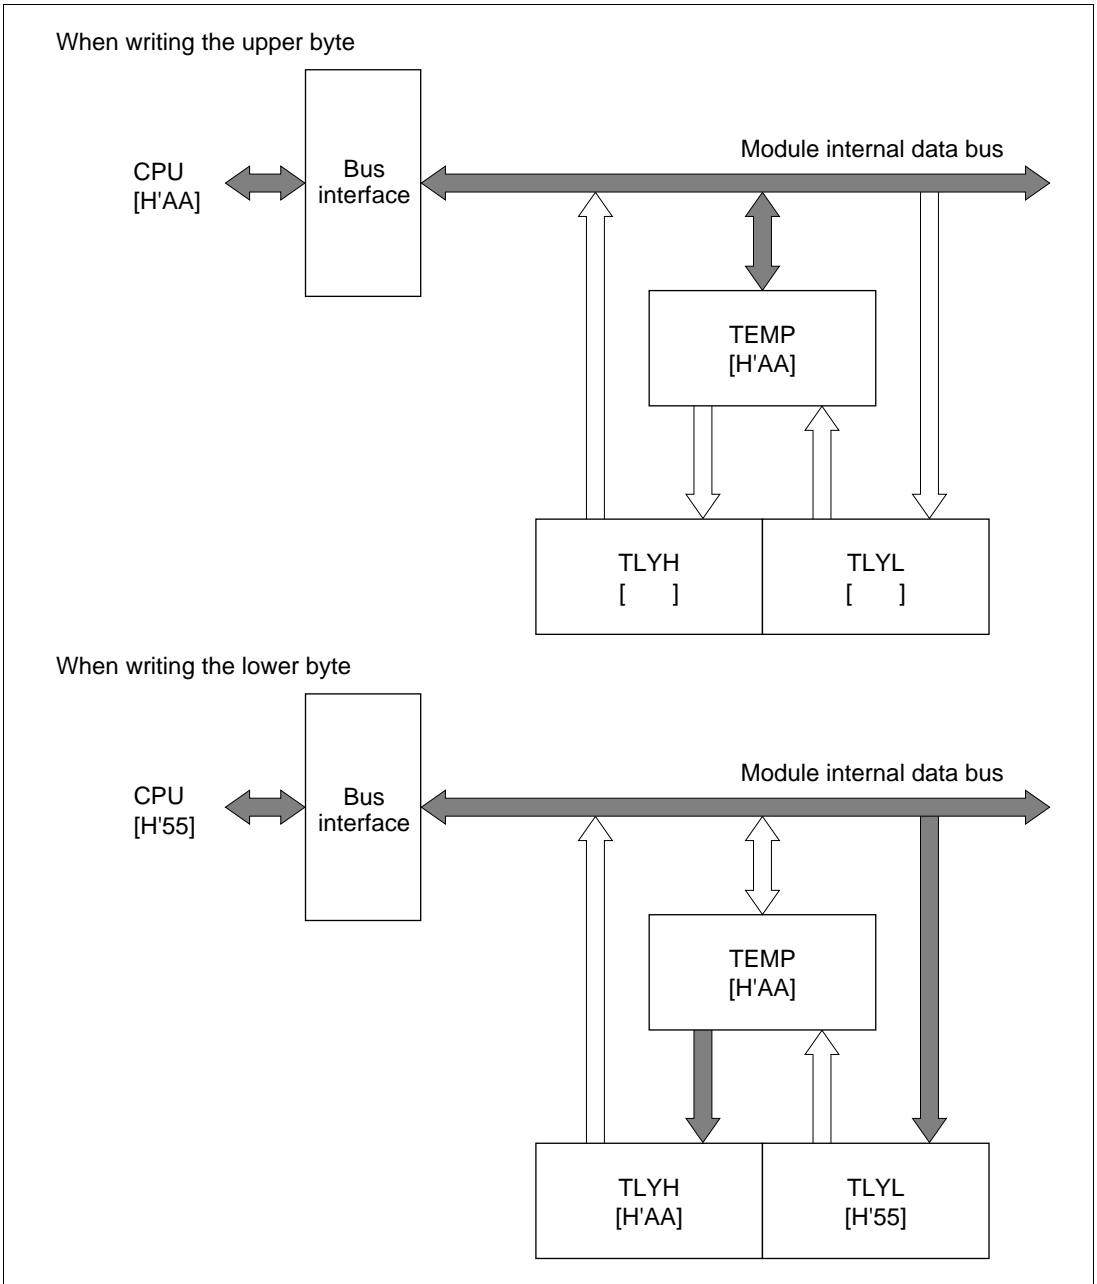 When writing the upper byte
Module internal data bus
CPU
[H'AA]
Bus
interface
TEMP
[H'AA]
TLYH
[ ]
TLYL
[ ]
When writing the lower byte
Module internal data bus
CPU
[H'55]
Bus
interface
TEMP
[H'AA]
TLYH
[H'AA]
TLYL
[H'55]